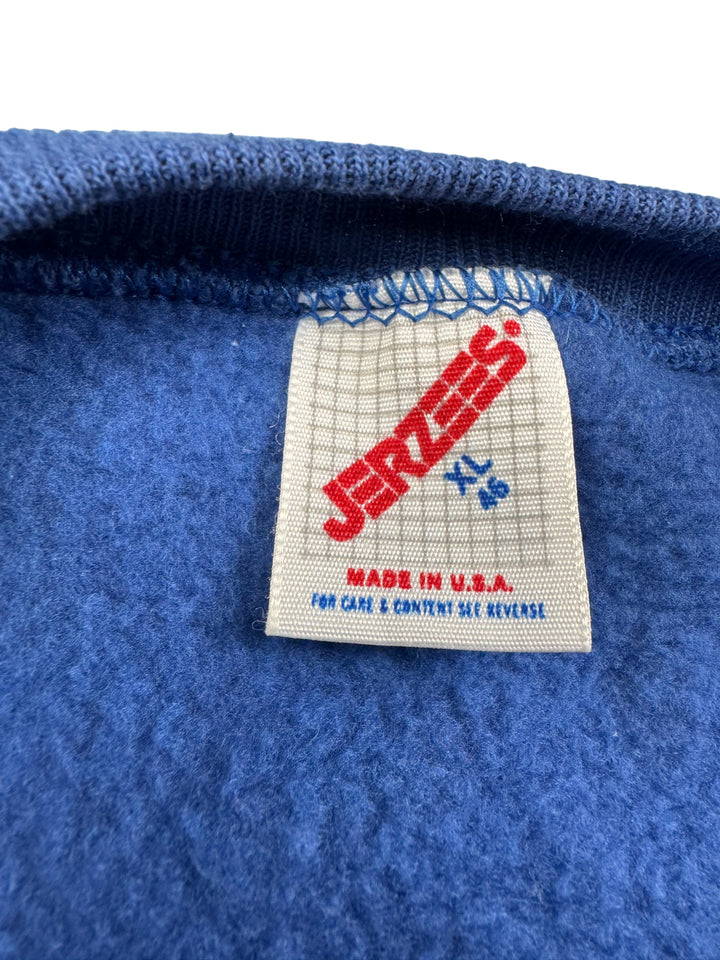 JERZEES
XL
46
MADE IN U.S.A.
FOR CARE & CONTENT SEE REVERSE